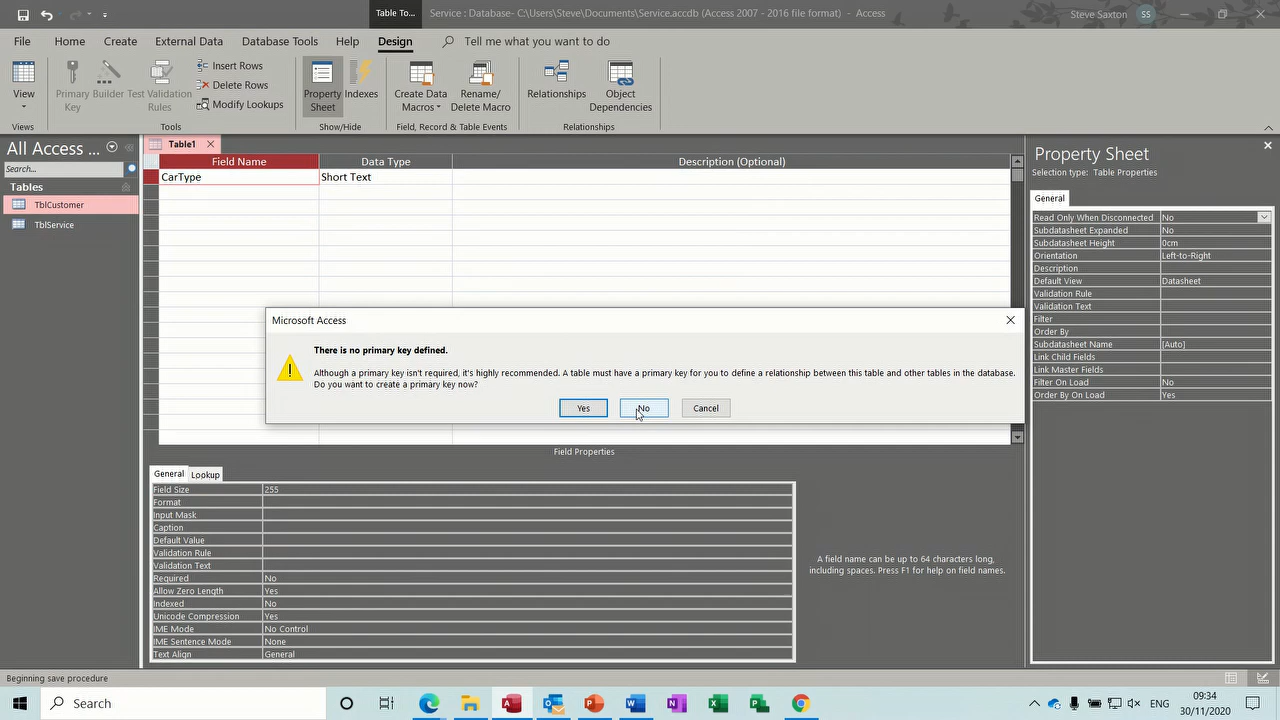 Table To...
Service : Database- C:\Users\Steve\Documents\Service.accdb (Access 2007 - 2016 file format) - Access
Steve Saxton
SS
File
Home
Create
External Data
Database Tools
Help
Design
Tell me what you want to do
View
Primary Key
Builder
Test Validation Rules
Insert Rows
Delete Rows
Modify Lookups
Property Sheet
Indexes
Create Data Macros
Rename/ Delete Macro
Relationships
Object Dependencies
Views
Tools
Show/Hide
Field, Record & Table Events
Relationships
All Access ...
Search...
Tables
TblCustomer
TblService
Table1
Field Name
Data Type
Description (Optional)
CarType
Short Text
Microsoft Access
There is no primary key defined.
Although a primary key isn't required, it's highly recommended. A table must have a primary key for you to define a relationship between this table and other tables in the database.
Do you want to create a primary key now?
Yes
No
Cancel
Field Properties
General
Lookup
Field Size 255
Format
Input Mask
Caption
Default Value
Validation Rule
Validation Text
Required No
Allow Zero Length Yes
Indexed No
Unicode Compression Yes
IME Mode No Control
IME Sentence Mode None
Text Align General
A field name can be up to 64 characters long,
including spaces. Press F1 for help on field names.
Property Sheet
Selection type: Table Properties
General
Read Only When Disconnected No
Subdatasheet Expanded No
Subdatasheet Height 0cm
Orientation Left-to-Right
Description
Default View Datasheet
Validation Rule
Validation Text
Filter
Order By
Subdatasheet Name [Auto]
Link Child Fields
Link Master Fields
Filter On Load No
Order By On Load Yes
Beginning save procedure
Search
ENG
09:34
30/11/2020